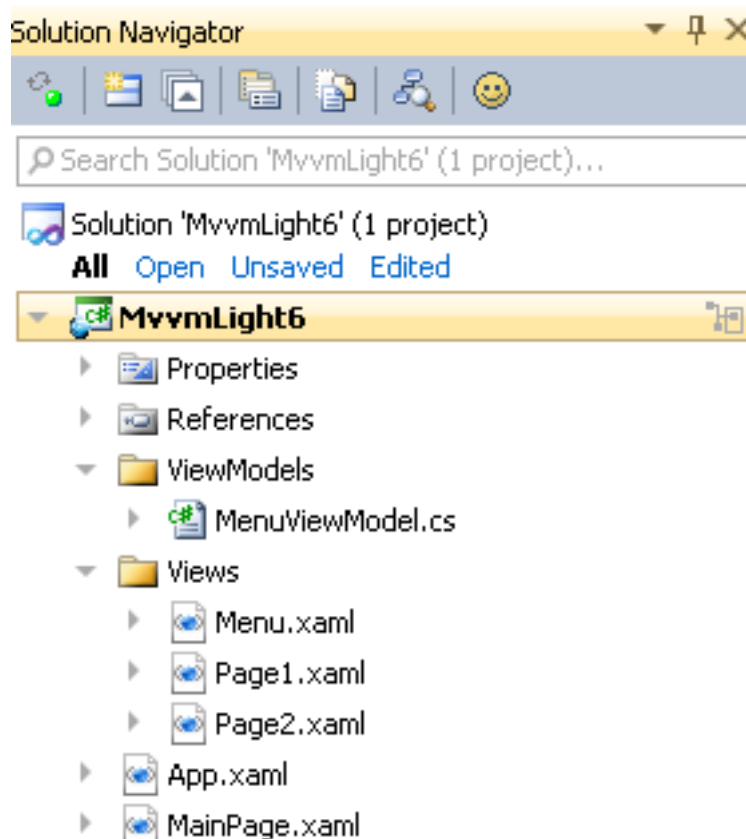 Solution Navigator
Search Solution 'MvvmLight6' (1 project)...
Solution 'MvvmLight6' (1 project)
All Open Unsaved Edited
C# MvvmLight6
Properties
References
ViewModels
C# MenuViewModel.cs
Views
Menu.xaml
Page1.xaml
Page2.xaml
App.xaml
MainPage.xaml